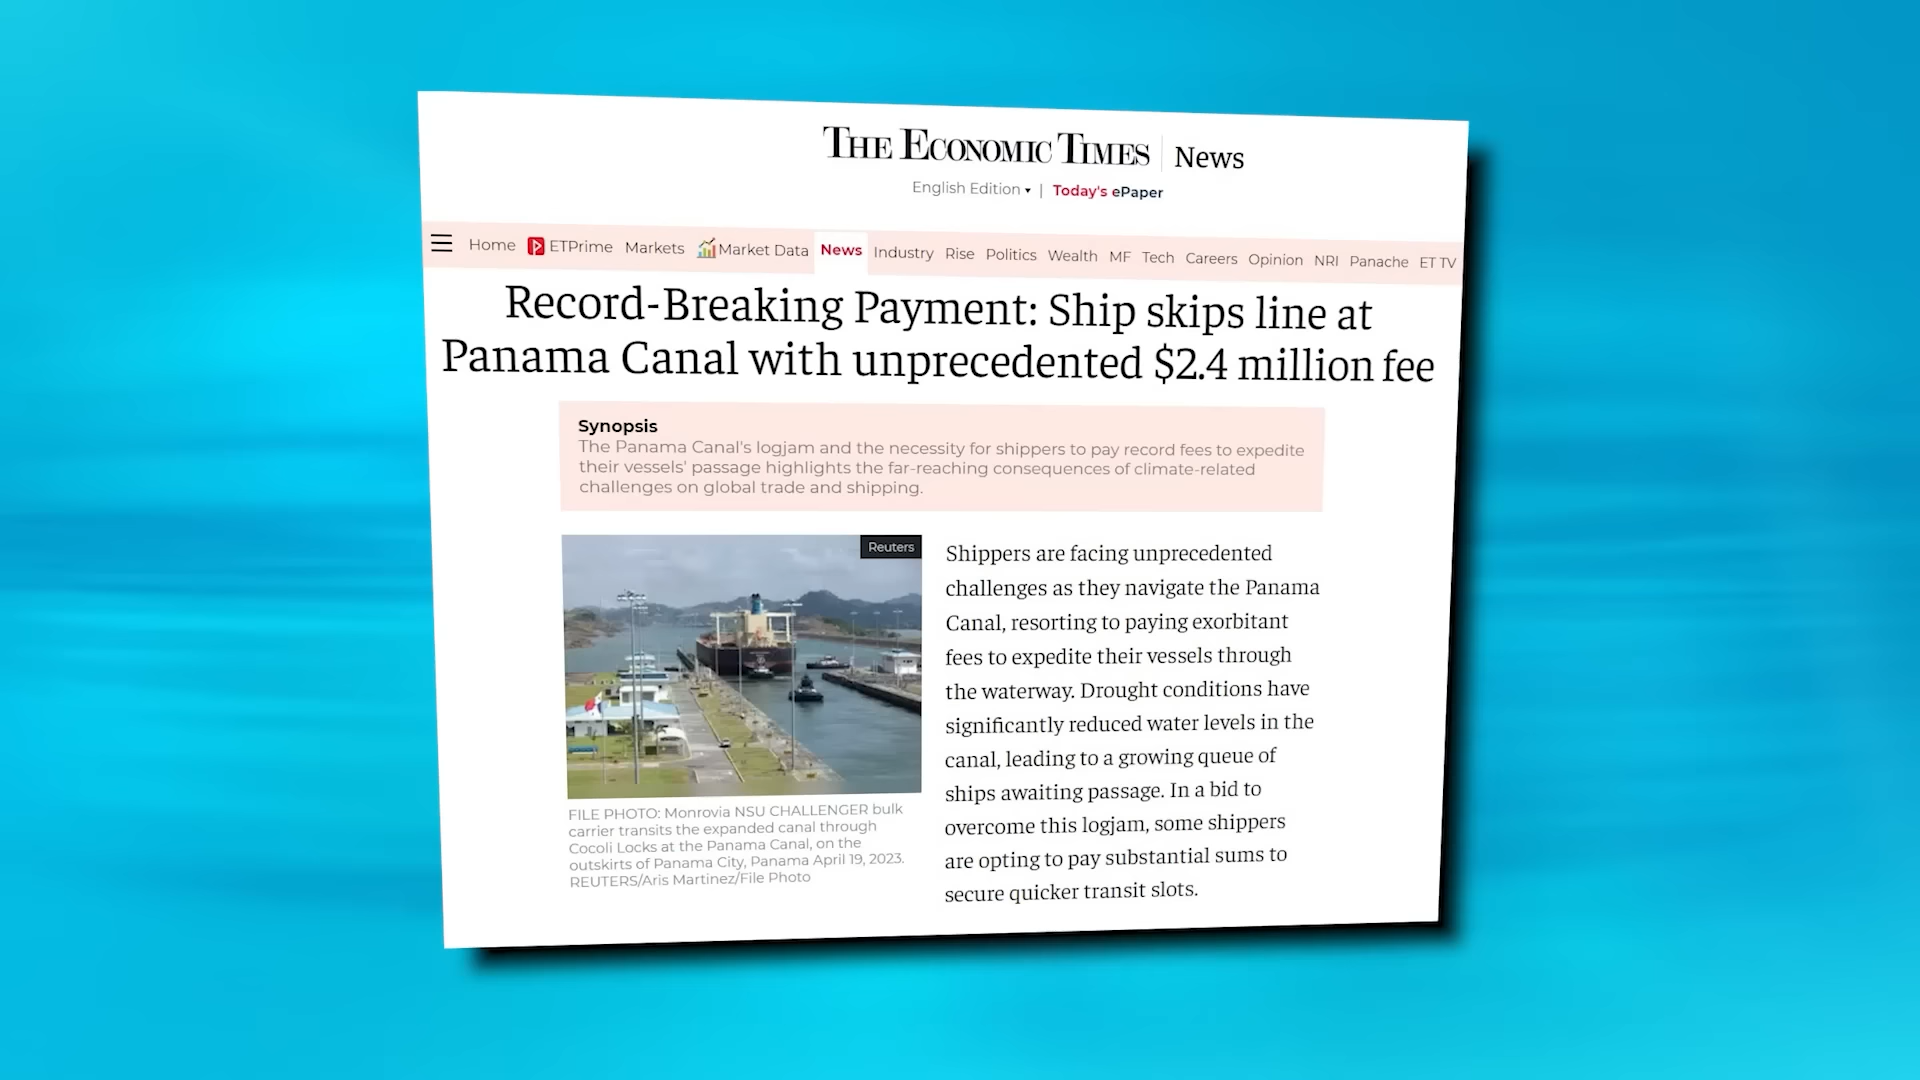 THE ECONOMIC TIMES | News
English Edition ▾ | Today's ePaper
Home ETPrime Markets Market Data News Industry Rise Politics Wealth MF Tech Careers Opinion NRI Panache ET TV
Record-Breaking Payment: Ship skips line at
Panama Canal with unprecedented $2.4 million fee
Synopsis
The Panama Canal's logjam and the necessity for shippers to pay record fees to expedite
their vessels' passage highlights the far-reaching consequences of climate-related
challenges on global trade and shipping.
Reuters
FILE PHOTO: Monrovia NSU CHALLENGER bulk
carrier transits the expanded canal through
Cocoli Locks at the Panama Canal, on the
outskirts of Panama City, Panama April 19, 2023.
REUTERS/Aris Martinez/File Photo
Shippers are facing unprecedented
challenges as they navigate the Panama
Canal, resorting to paying exorbitant
fees to expedite their vessels through
the waterway. Drought conditions have
significantly reduced water levels in the
canal, leading to a growing queue of
ships awaiting passage. In a bid to
overcome this logjam, some shippers
are opting to pay substantial sums to
secure quicker transit slots.